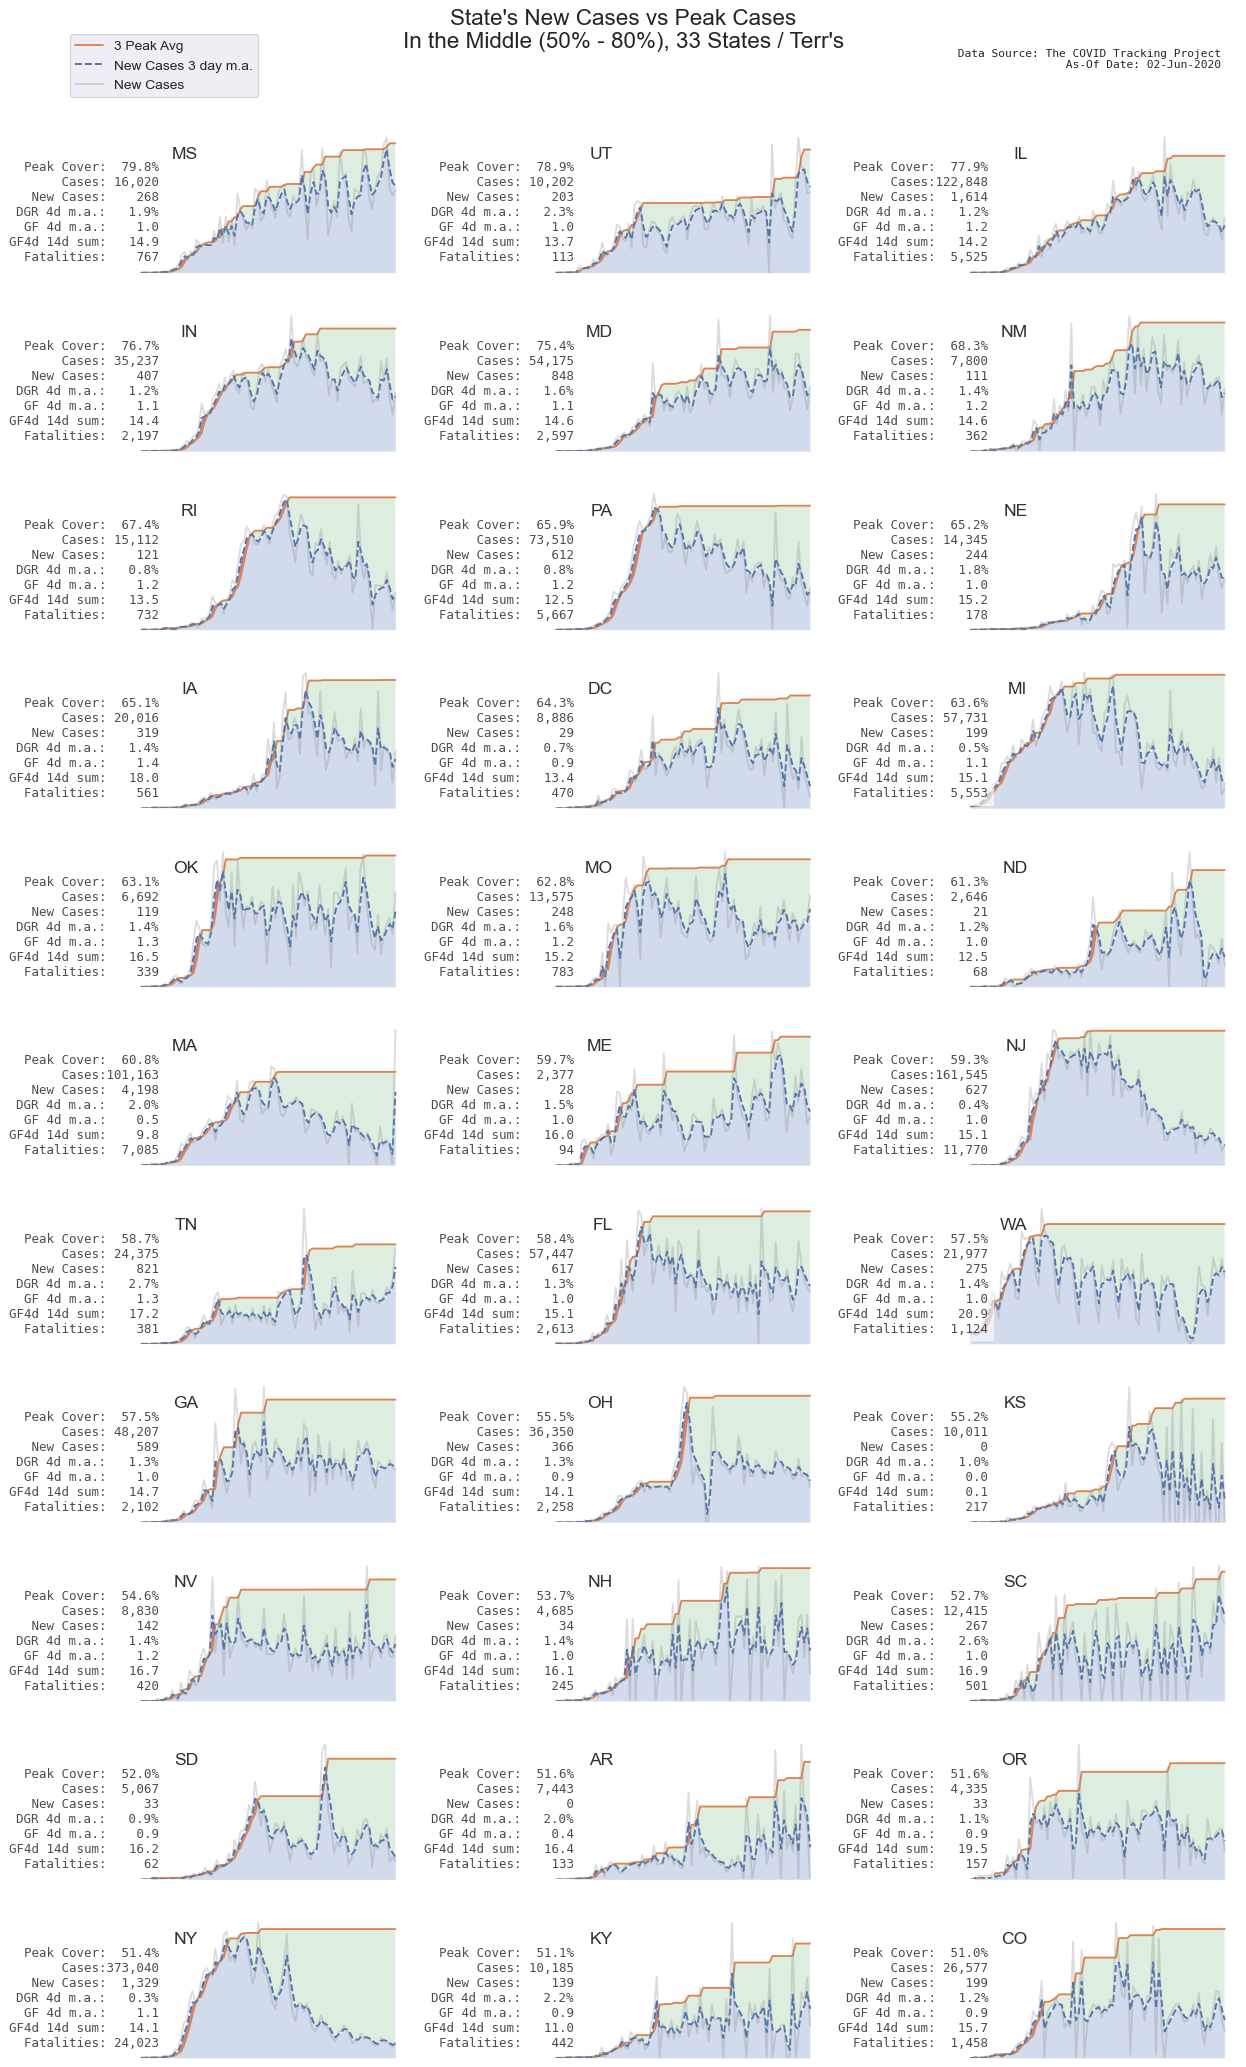 State's New Cases vs Peak Cases
In the Middle (50% - 80%), 33 States / Terr's
3 Peak Avg
New Cases 3 day m.a.
New Cases
Data Source: The COVID Tracking Project
As-Of Date: 02-Jun-2020
MS
Peak Cover: 79.8%
Cases: 16,020
New Cases: 268
DGR 4d m.a.: 1.9%
GF 4d m.a.: 1.0
GF4d 14d sum: 14.9
Fatalities: 767
UT
Peak Cover: 78.9%
Cases: 10,202
New Cases: 203
DGR 4d m.a.: 2.3%
GF 4d m.a.: 1.0
GF4d 14d sum: 13.7
Fatalities: 113
IL
Peak Cover: 77.9%
Cases:122,848
New Cases: 1,614
DGR 4d m.a.: 1.2%
GF 4d m.a.: 1.2
GF4d 14d sum: 14.2
Fatalities: 5,525
IN
Peak Cover: 76.7%
Cases: 35,237
New Cases: 407
DGR 4d m.a.: 1.2%
GF 4d m.a.: 1.1
GF4d 14d sum: 14.4
Fatalities: 2,197
MD
Peak Cover: 75.4%
Cases: 54,175
New Cases: 848
DGR 4d m.a.: 1.6%
GF 4d m.a.: 1.1
GF4d 14d sum: 14.6
Fatalities: 2,597
NM
Peak Cover: 68.3%
Cases: 7,800
New Cases: 111
DGR 4d m.a.: 1.4%
GF 4d m.a.: 1.2
GF4d 14d sum: 14.6
Fatalities: 362
RI
Peak Cover: 67.4%
Cases: 15,112
New Cases: 121
DGR 4d m.a.: 0.8%
GF 4d m.a.: 1.2
GF4d 14d sum: 13.5
Fatalities: 732
PA
Peak Cover: 65.9%
Cases: 73,510
New Cases: 612
DGR 4d m.a.: 0.8%
GF 4d m.a.: 1.2
GF4d 14d sum: 12.5
Fatalities: 5,667
NE
Peak Cover: 65.2%
Cases: 14,345
New Cases: 244
DGR 4d m.a.: 1.8%
GF 4d m.a.: 1.0
GF4d 14d sum: 15.2
Fatalities: 178
IA
Peak Cover: 65.1%
Cases: 20,016
New Cases: 319
DGR 4d m.a.: 1.4%
GF 4d m.a.: 1.4
GF4d 14d sum: 18.0
Fatalities: 561
DC
Peak Cover: 64.3%
Cases: 8,886
New Cases: 29
DGR 4d m.a.: 0.7%
GF 4d m.a.: 0.9
GF4d 14d sum: 13.4
Fatalities: 470
MI
Peak Cover: 63.6%
Cases: 57,731
New Cases: 199
DGR 4d m.a.: 0.5%
GF 4d m.a.: 1.1
GF4d 14d sum: 15.1
Fatalities: 5,553
OK
Peak Cover: 63.1%
Cases: 6,692
New Cases: 119
DGR 4d m.a.: 1.4%
GF 4d m.a.: 1.3
GF4d 14d sum: 16.5
Fatalities: 339
MO
Peak Cover: 62.8%
Cases: 13,575
New Cases: 248
DGR 4d m.a.: 1.6%
GF 4d m.a.: 1.2
GF4d 14d sum: 15.2
Fatalities: 783
ND
Peak Cover: 61.3%
Cases: 2,646
New Cases: 21
DGR 4d m.a.: 1.2%
GF 4d m.a.: 1.0
GF4d 14d sum: 12.5
Fatalities: 68
MA
Peak Cover: 60.8%
Cases:101,163
New Cases: 4,198
DGR 4d m.a.: 2.0%
GF 4d m.a.: 0.5
GF4d 14d sum: 9.8
Fatalities: 7,085
ME
Peak Cover: 59.7%
Cases: 2,377
New Cases: 28
DGR 4d m.a.: 1.5%
GF 4d m.a.: 1.0
GF4d 14d sum: 16.0
Fatalities: 94
NJ
Peak Cover: 59.3%
Cases:161,545
New Cases: 627
DGR 4d m.a.: 0.4%
GF 4d m.a.: 1.0
GF4d 14d sum: 15.1
Fatalities: 11,770
TN
Peak Cover: 58.7%
Cases: 24,375
New Cases: 821
DGR 4d m.a.: 2.7%
GF 4d m.a.: 1.3
GF4d 14d sum: 17.2
Fatalities: 381
FL
Peak Cover: 58.4%
Cases: 57,447
New Cases: 617
DGR 4d m.a.: 1.3%
GF 4d m.a.: 1.0
GF4d 14d sum: 15.1
Fatalities: 2,613
WA
Peak Cover: 57.5%
Cases: 21,977
New Cases: 275
DGR 4d m.a.: 1.4%
GF 4d m.a.: 1.0
GF4d 14d sum: 20.9
Fatalities: 1,124
GA
Peak Cover: 57.5%
Cases: 48,207
New Cases: 589
DGR 4d m.a.: 1.3%
GF 4d m.a.: 1.0
GF4d 14d sum: 14.7
Fatalities: 2,102
OH
Peak Cover: 55.5%
Cases: 36,350
New Cases: 366
DGR 4d m.a.: 1.3%
GF 4d m.a.: 0.9
GF4d 14d sum: 14.1
Fatalities: 2,258
KS
Peak Cover: 55.2%
Cases: 10,011
New Cases: 0
DGR 4d m.a.: 1.0%
GF 4d m.a.: 0.0
GF4d 14d sum: 0.1
Fatalities: 217
NV
Peak Cover: 54.6%
Cases: 8,830
New Cases: 142
DGR 4d m.a.: 1.4%
GF 4d m.a.: 1.2
GF4d 14d sum: 16.7
Fatalities: 420
NH
Peak Cover: 53.7%
Cases: 4,685
New Cases: 34
DGR 4d m.a.: 1.4%
GF 4d m.a.: 1.0
GF4d 14d sum: 16.1
Fatalities: 245
SC
Peak Cover: 52.7%
Cases: 12,415
New Cases: 267
DGR 4d m.a.: 2.6%
GF 4d m.a.: 1.0
GF4d 14d sum: 16.9
Fatalities: 501
SD
Peak Cover: 52.0%
Cases: 5,067
New Cases: 33
DGR 4d m.a.: 0.9%
GF 4d m.a.: 0.9
GF4d 14d sum: 16.2
Fatalities: 62
AR
Peak Cover: 51.6%
Cases: 7,443
New Cases: 0
DGR 4d m.a.: 2.0%
GF 4d m.a.: 0.4
GF4d 14d sum: 16.4
Fatalities: 133
OR
Peak Cover: 51.6%
Cases: 4,335
New Cases: 33
DGR 4d m.a.: 1.1%
GF 4d m.a.: 0.9
GF4d 14d sum: 19.5
Fatalities: 157
NY
Peak Cover: 51.4%
Cases:373,040
New Cases: 1,329
DGR 4d m.a.: 0.3%
GF 4d m.a.: 1.1
GF4d 14d sum: 14.1
Fatalities: 24,023
KY
Peak Cover: 51.1%
Cases: 10,185
New Cases: 139
DGR 4d m.a.: 2.2%
GF 4d m.a.: 0.9
GF4d 14d sum: 11.0
Fatalities: 442
CO
Peak Cover: 51.0%
Cases: 26,577
New Cases: 199
DGR 4d m.a.: 1.2%
GF 4d m.a.: 0.9
GF4d 14d sum: 15.7
Fatalities: 1,458